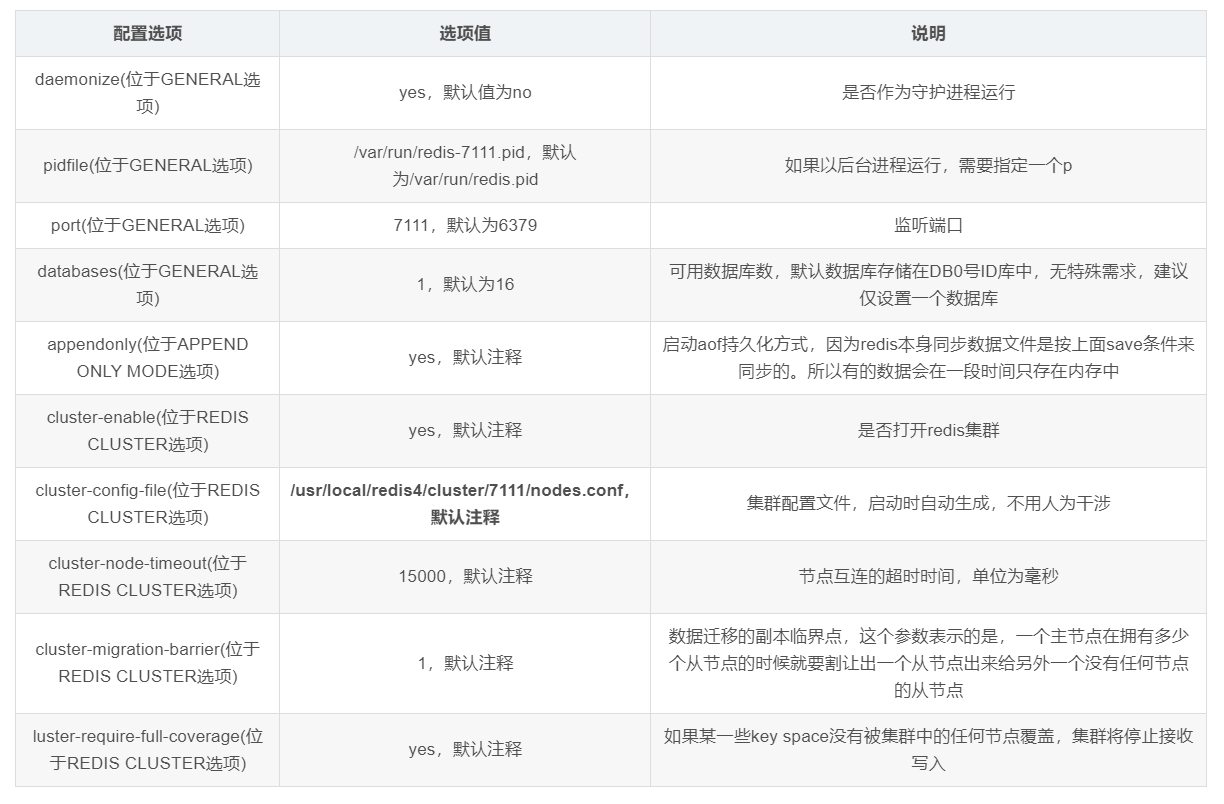 配置选项 选项值 说明
daemonize(位于GENERAL选
项)
yes，默认值为no
是否作为守护进程运行
pidfile(位于GENERAL选项)
/var/run/redis-7111.pid，默认
为/var/run/redis.pid
如果以后台进程运行，需要指定一个p
port(位于GENERAL选项)
7111，默认为6379
监听端口
databases(位于GENERAL选
项)
1，默认为16
可用数据库数，默认数据库存储在DB0号ID库中，无特殊需求，建议
仅设置一个数据库
appendonly(位于APPEND
ONLY MODE选项)
yes，默认注释
启动aof持久化方式，因为redis本身同步数据文件是按上面save条件来
同步的。所以有的数据会在一段时间只存在内存中
cluster-enable(位于REDIS
CLUSTER选项)
yes，默认注释
是否打开redis集群
cluster-config-file(位于REDIS
CLUSTER选项)
/usr/local/redis4/cluster/7111/nodes.conf，
默认注释
集群配置文件，启动时自动生成，不用人为干涉
cluster-node-timeout(位于
REDIS CLUSTER选项)
15000，默认注释
节点互连的超时时间，单位为毫秒
cluster-migration-barrier(位于
REDIS CLUSTER选项)
1，默认注释
数据迁移的副本临界点，这个参数表示的是，一个主节点在拥有多少
个从节点的时候就要割让出一个从节点出来给另外一个没有任何节点
的从节点
luster-require-full-coverage(位
于REDIS CLUSTER选项)
yes，默认注释
如果某一些key space没有被集群中的任何节点覆盖，集群将停止接收
写入